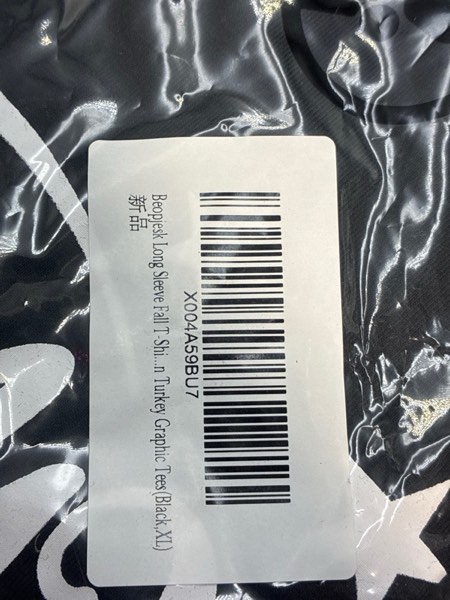 X004A59BU7
Beopjesk Long Sleeve Fall T-Shi...n Turkey Graphic Tees(Black,XL)
新品